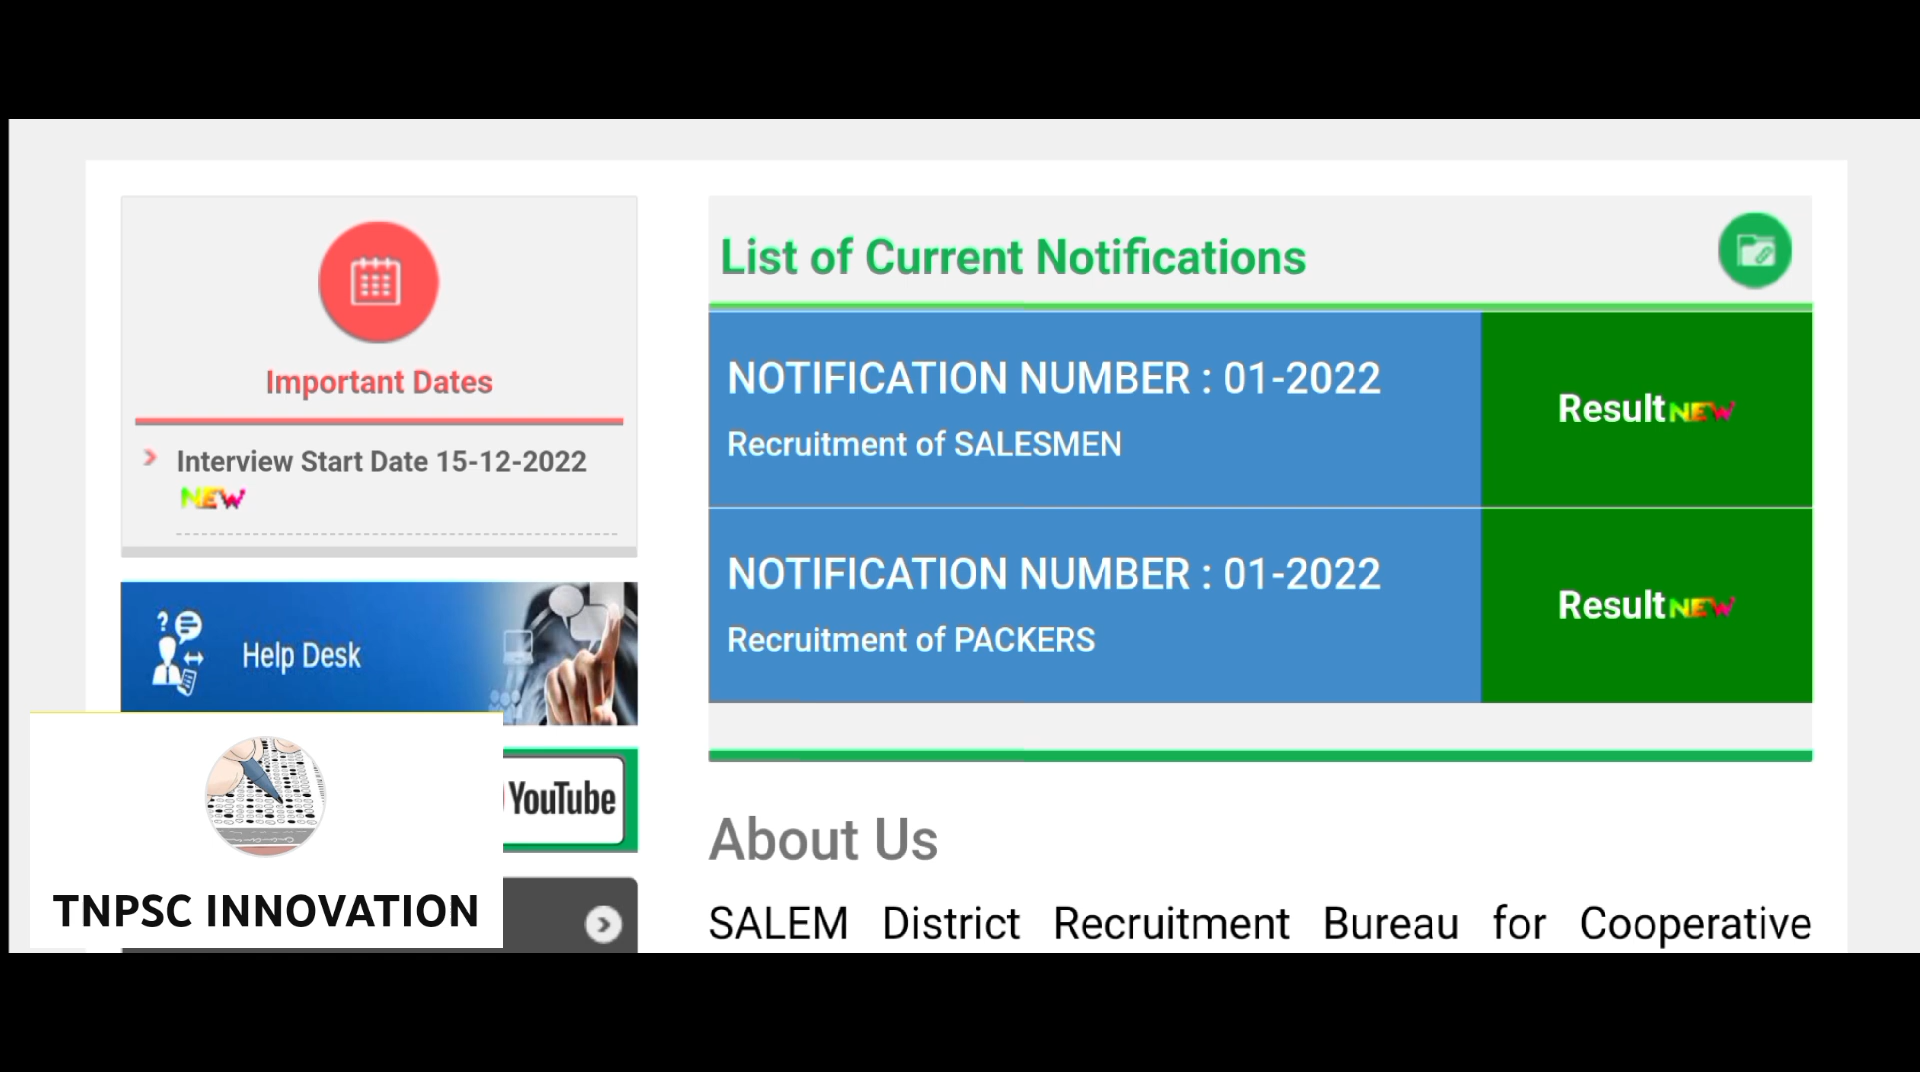 Important Dates
Interview Start Date 15-12-2022
NEW
Help Desk
YouTube
TNPSC INNOVATION
List of Current Notifications
NOTIFICATION NUMBER : 01-2022
Recruitment of SALESMEN
Result NEW
NOTIFICATION NUMBER : 01-2022
Recruitment of PACKERS
Result NEW
About Us
SALEM District Recruitment Bureau for Cooperative